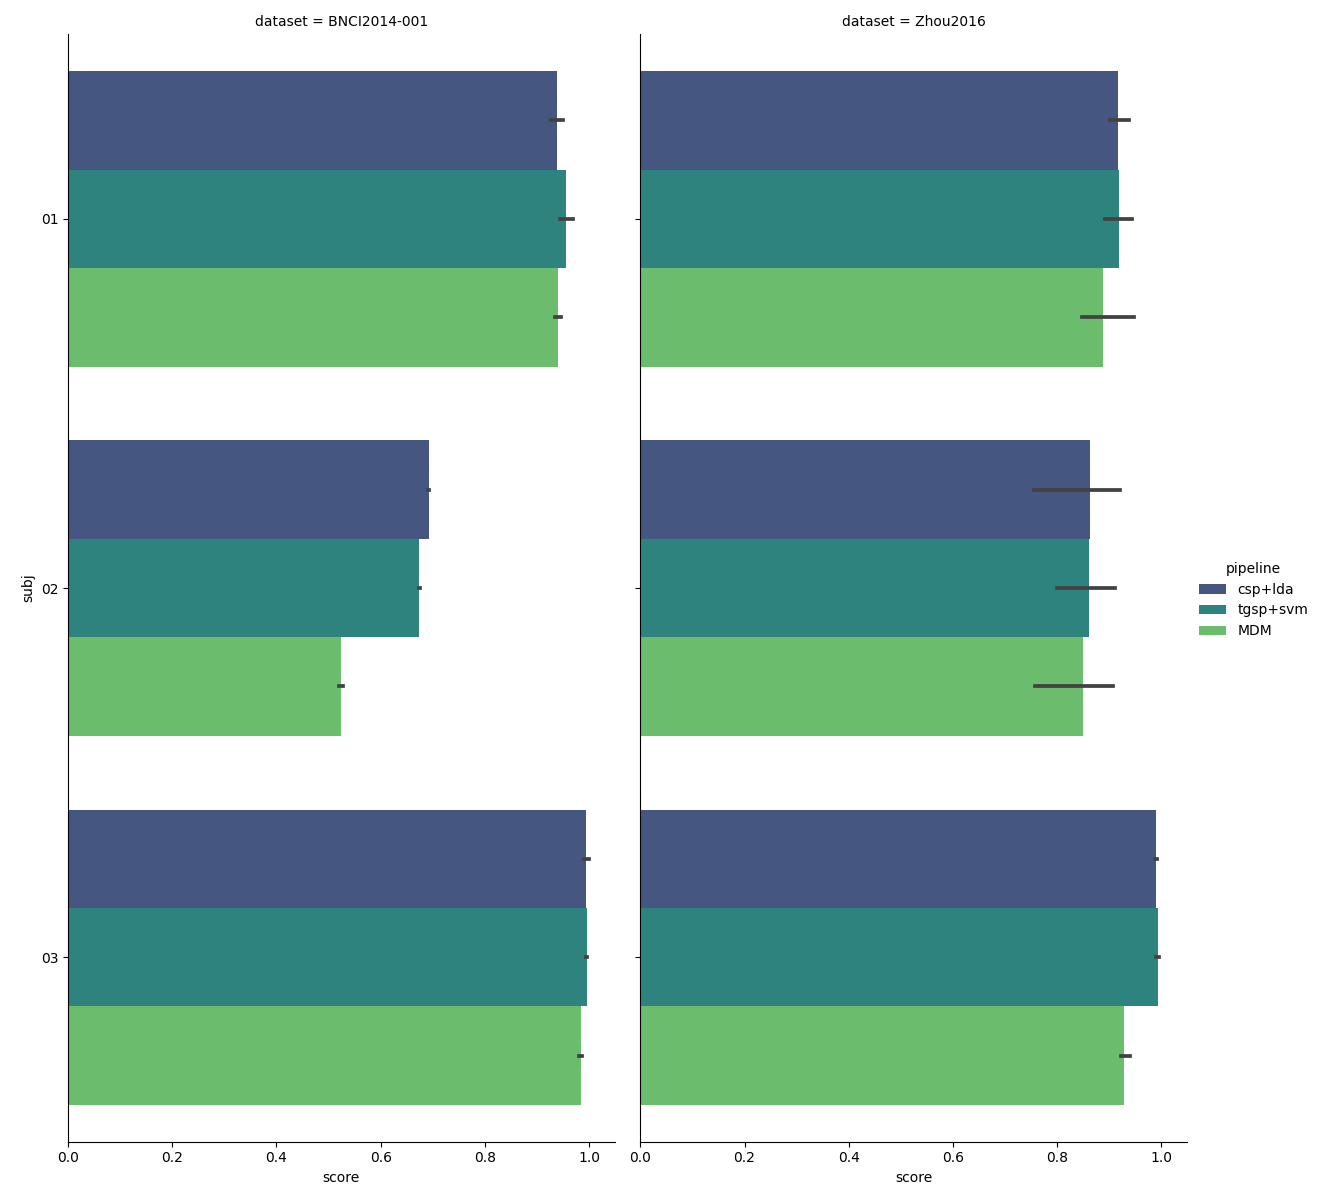 dataset = BNCI2014-001
dataset = Zhou2016
subj
01
02
03
0.0 0.2 0.4 0.6 0.8 1.0
score
0.0 0.2 0.4 0.6 0.8 1.0
score
pipeline
csp+lda
tgsp+svm
MDM